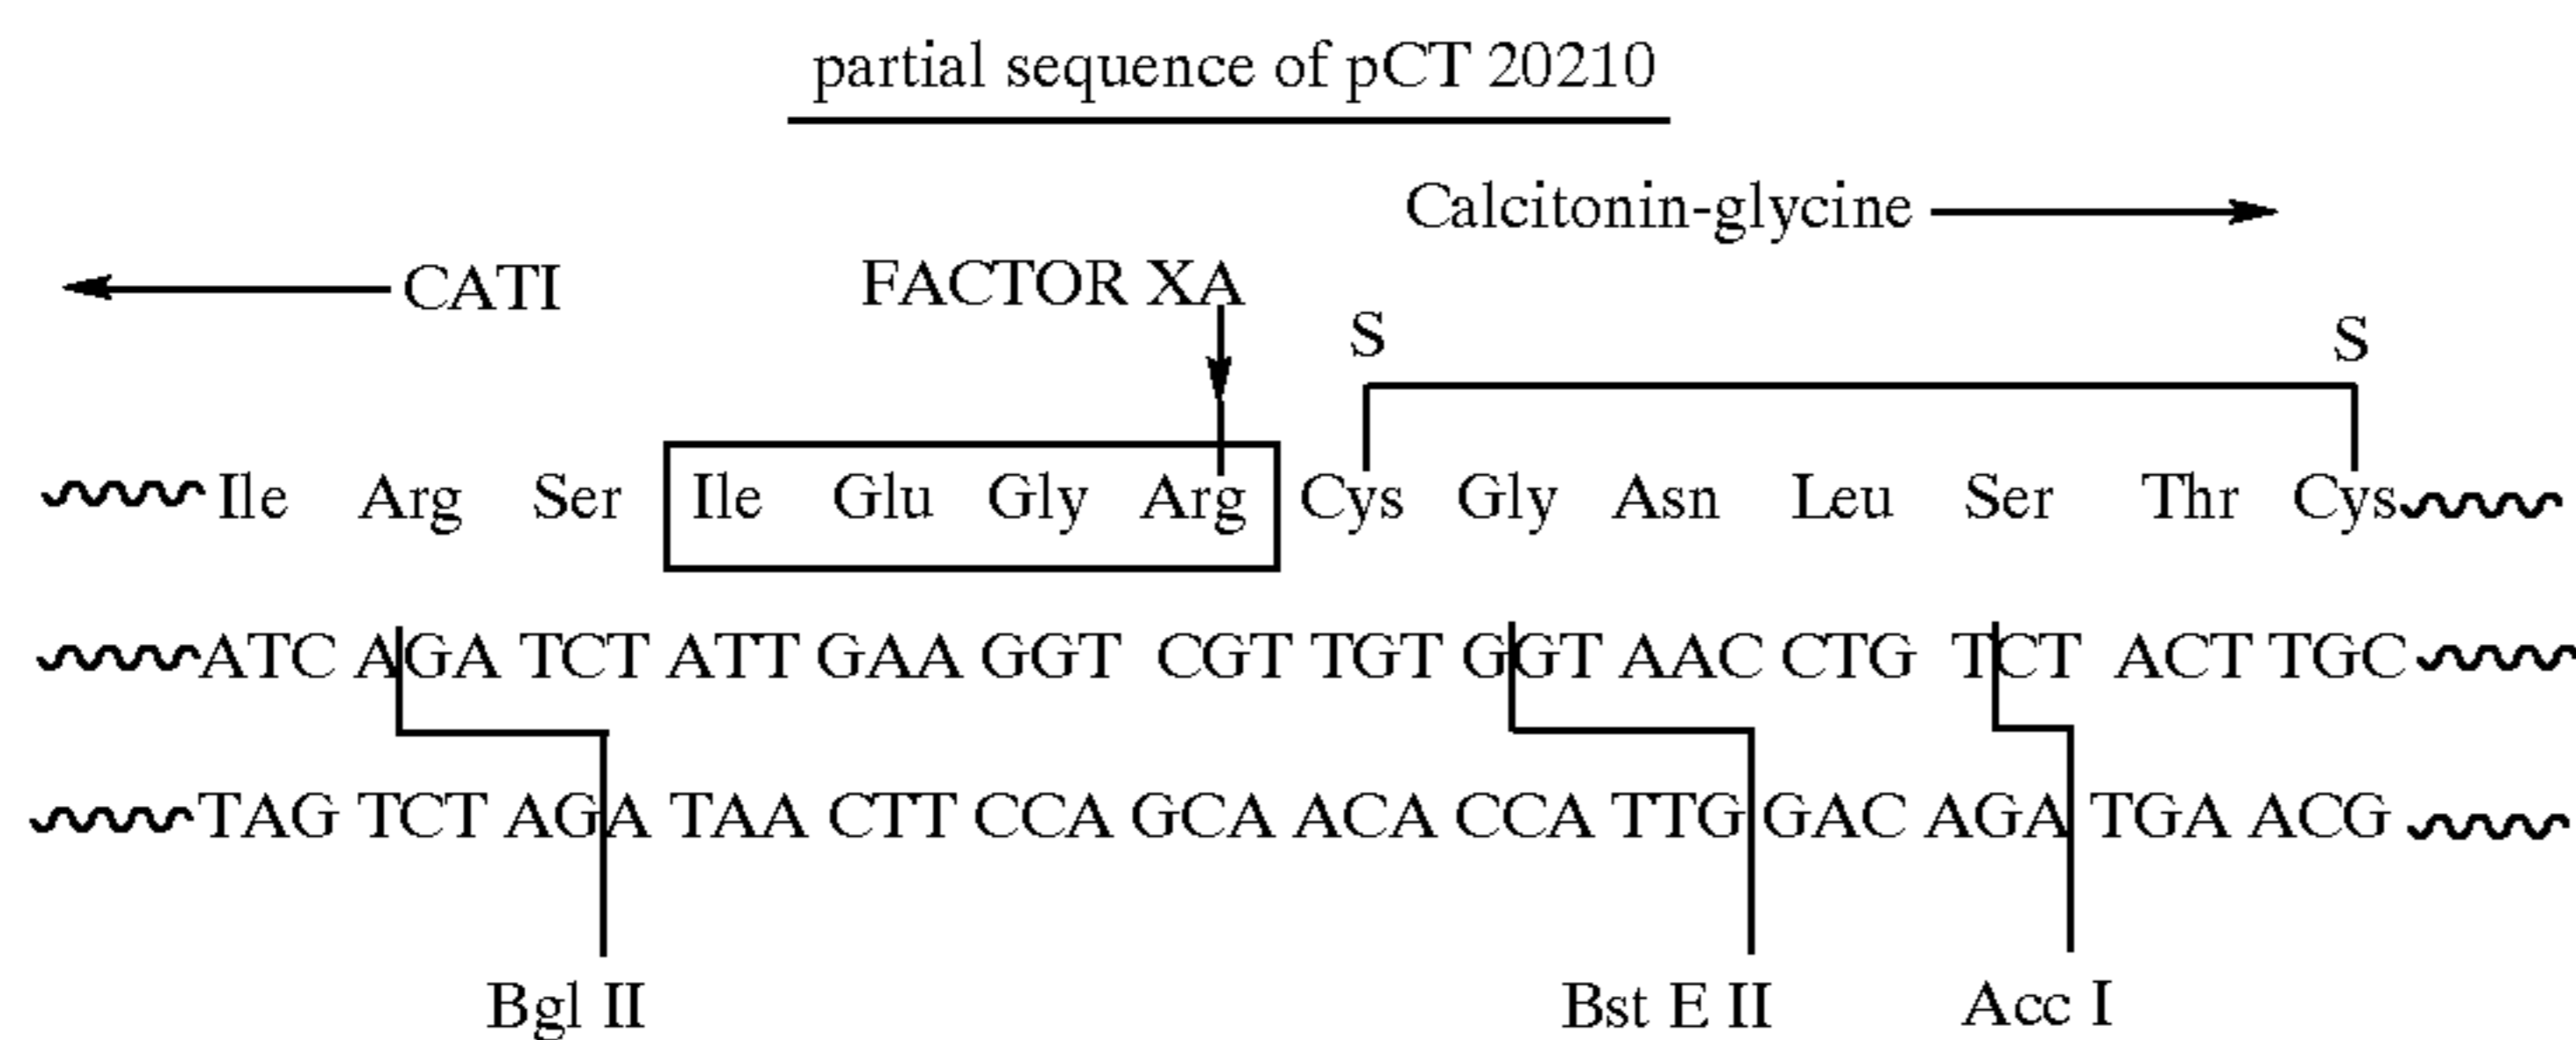 partial sequence of pCT 20210
Calcitonin-glycine
CATI FACTOR XA
S S
Ile Arg Ser Ile Glu Gly Arg Cys Gly Asn Leu Ser Thr Cys
ATC AGA TCT ATT GAA GGT CGT TGT GGT AAC CTG TCT ACT TGC
TAG TCT AGA TAA CTT CCA GCA ACA CCA TTG GAC AGA TGA ACG
Bgl II Bst E II Acc I